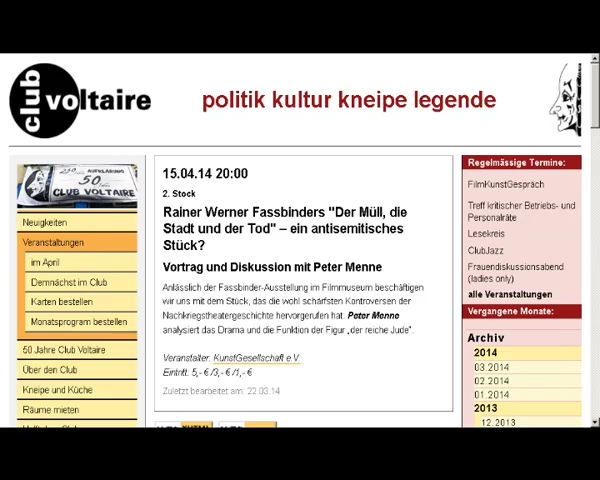 club
voltaire
politik kultur kneipe legende
AUFKLÄRUNG
50
CLUB VOLTAIRE
Neuigkeiten
Veranstaltungen
im April
Demnächst im Club
Karten bestellen
Monatsprogram bestellen
50 Jahre Club Voltaire
Über den Club
Kneipe und Küche
Räume mieten
15.04.14 20:00
2. Stock
Rainer Werner Fassbinders "Der Müll, die
Stadt und der Tod" – ein antisemitisches
Stück?
Vortrag und Diskussion mit Peter Menne
Anlässlich der Fassbinder-Ausstellung im Filmmuseum beschäftigen
wir uns mit dem Stück, das die wohl schärfsten Kontroversen der
Nachkriegstheatergeschichte hervorgerufen hat. Peter Menne
analysiert das Drama und die Funktion der Figur „der reiche Jude".
Veranstalter: KunstGesellschaft e.V.
Eintritt: 5,- € /3,- € /1,- €
Zuletzt bearbeitet am: 22.03.14
Regelmässige Termine:
FilmKunstGespräch
Treff kritischer Betriebs- und
Personalräte
Lesekreis
ClubJazz
Frauendiskussionsabend
(ladies only)
alle Veranstaltungen
Vergangene Monate:
Archiv
2014
03.2014
02.2014
01.2014
2013
12.2013